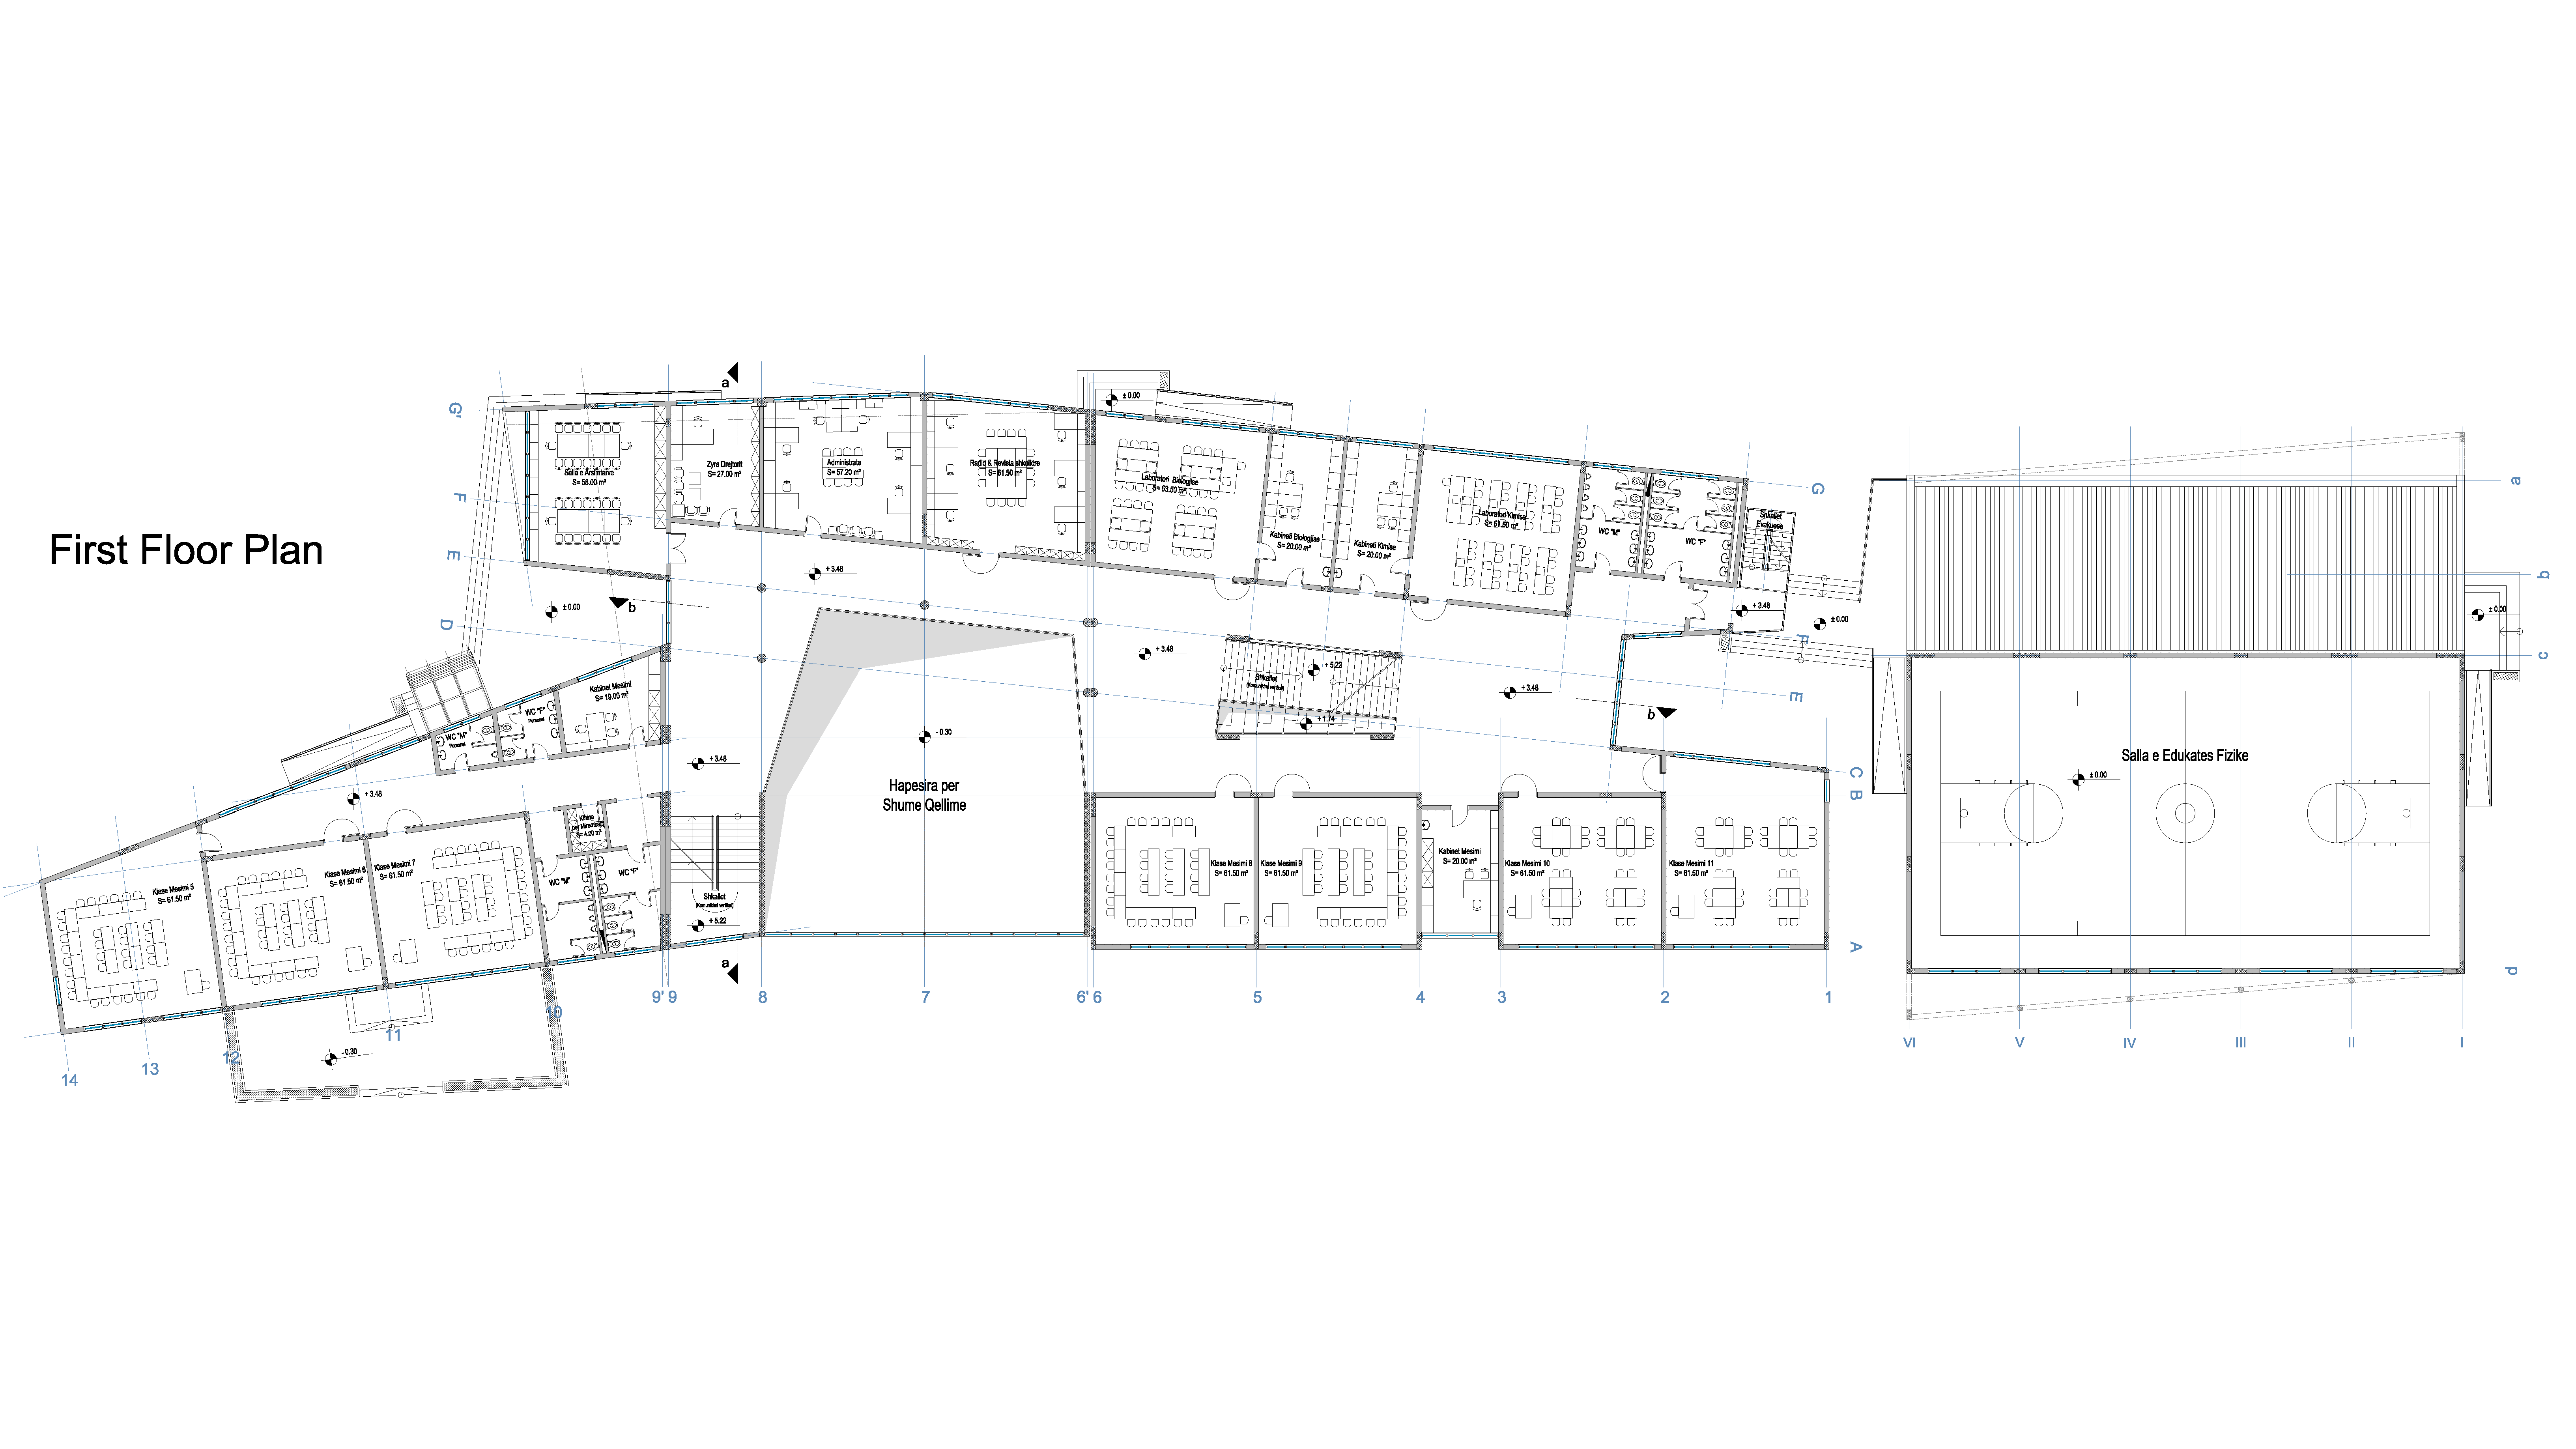 First Floor Plan
a
G'
± 0.00
Salla e Arsimtarve
S= 58.00 m²
Zyra Drejtorit
S= 27.00 m²
Administrata
S= 57.20 m²
Radio & Revista shkollore
S= 61.50 m²
Laboratori Biologjise
S= 63.50 m²
Kabineti Biologjise
S= 20.00 m²
Kabineti Kimise
S= 20.00 m²
Laboratori Kimise
S= 61.50 m²
WC "M"
WC "F"
Shkallet
Evakuese
G
a
F
E
D
± 0.00
b
+ 3.48
+ 3.48
± 0.00
F
b
± 0.00
c
+ 3.48
Shkallet
(Komunikimi vertikal)
+ 5.22
+ 1.74
+ 3.48
b
E
Kabinet Mesimi
S= 19.00 m²
WC "F"
Personal
WC "M"
Personal
+ 3.48
- 0.30
Hapesira per
Shume Qellime
Salla e Edukates Fizike
± 0.00
C
B
A
+ 3.48
Klase Mesimi 5
S= 61.50 m²
Klase Mesimi 6
S= 61.50 m²
Klase Mesimi 7
S= 61.50 m²
S= 4.00 m²
WC "M"
WC "F"
Shkallet
(Komunikimi vertikal)
+ 5.22
a
Klase Mesimi 8
S= 61.50 m²
Klase Mesimi 9
S= 61.50 m²
Kabinet Mesimi
S= 20.00 m²
Klase Mesimi 10
S= 61.50 m²
Klase Mesimi 11
S= 61.50 m²
d
- 0.30
14
13
12
11
10
9' 9
8
7
6' 6
5
4
3
2
1
VI
V
IV
III
II
I